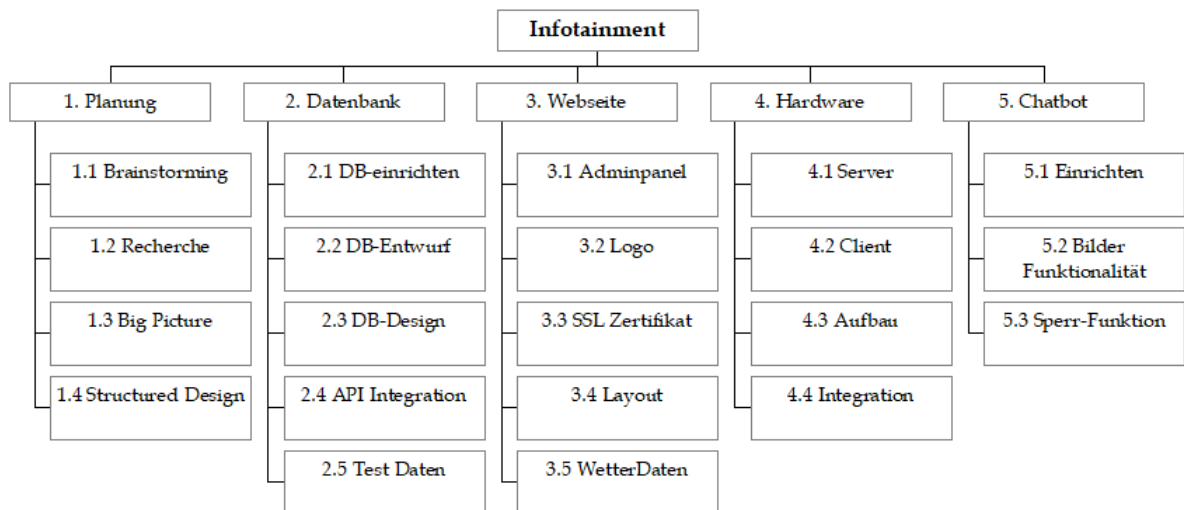 Infotainment
1. Planung
2. Datenbank
3. Webseite
4. Hardware
5. Chatbot
1.1 Brainstorming
2.1 DB-einrichten
3.1 Adminpanel
4.1 Server
5.1 Einrichten
1.2 Recherche
2.2 DB-Entwurf
3.2 Logo
4.2 Client
5.2 Bilder
Funktionalität
1.3 Big Picture
2.3 DB-Design
3.3 SSL Zertifikat
4.3 Aufbau
5.3 Sperr-Funktion
1.4 Structured Design
2.4 API Integration
3.4 Layout
4.4 Integration
2.5 Test Daten
3.5 WetterDaten